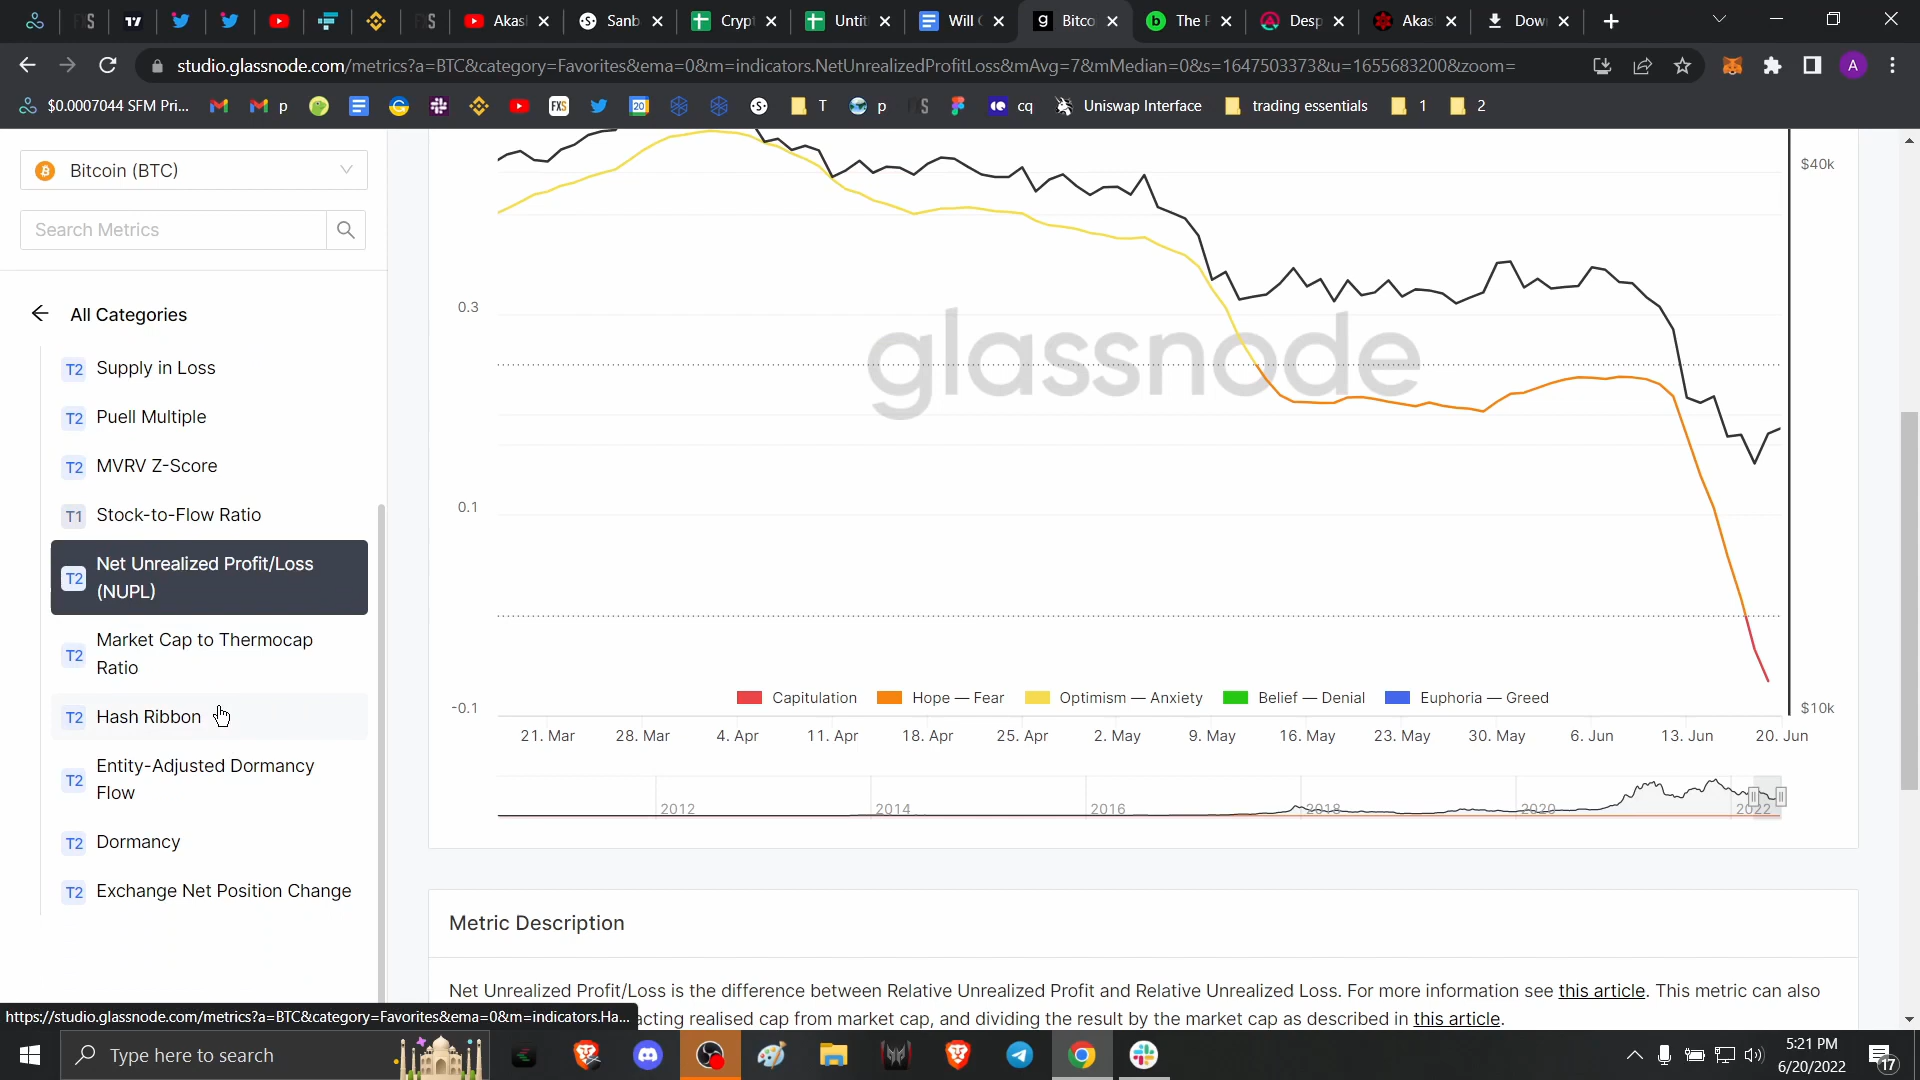 Akas
Sanb
Cryp
Untit
Will
Bitco
The F
Desp
Akas
Dow
studio.glassnode.com/metrics?a=BTC&category=Favorites&ema=0&m=indicators.NetUnrealizedProfitLoss&mAvg=7&mMedian=0&s=1647503373&u=1655683200&zoom=
A
$0.0007044 SFM Pri...
p
FXS
20
T
p
cq
Uniswap Interface
trading essentials
1
2
Bitcoin (BTC)
Search Metrics
All Categories
T2 Supply in Loss
T2 Puell Multiple
T2 MVRV Z-Score
T1 Stock-to-Flow Ratio
T2 Net Unrealized Profit/Loss
(NUPL)
T2 Market Cap to Thermocap
Ratio
T2 Hash Ribbon
T2 Entity-Adjusted Dormancy
Flow
T2 Dormancy
T2 Exchange Net Position Change
$40k
0.3
glassnode
0.1
Capitulation Hope — Fear Optimism — Anxiety Belief — Denial Euphoria — Greed
-0.1
$10k
21. Mar 28. Mar 4. Apr 11. Apr 18. Apr 25. Apr 2. May 9. May 16. May 23. May 30. May 6. Jun 13. Jun 20. Jun
2012 2014 2016 2018 2020 2022
Metric Description
Net Unrealized Profit/Loss is the difference between Relative Unrealized Profit and Relative Unrealized Loss. For more information see this article. This metric can also
acting realised cap from market cap, and dividing the result by the market cap as described in this article.
https://studio.glassnode.com/metrics?a=BTC&category=Favorites&ema=0&m=indicators.Ha...
Type here to search
5:21 PM
6/20/2022
17